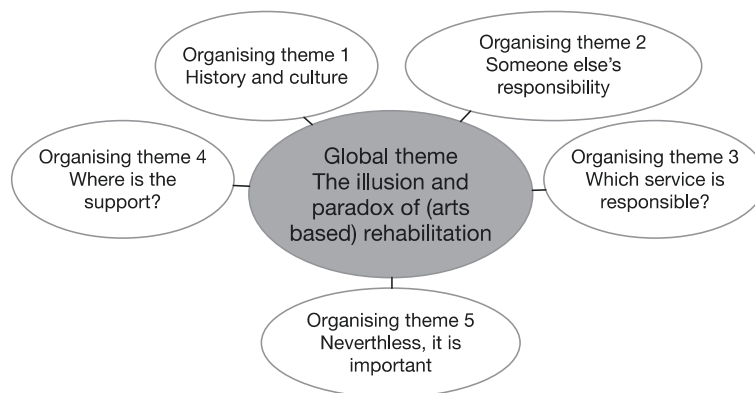 Organising theme 1
History and culture
Organising theme 2
Someone else's
responsibility
Organising theme 4
Where is the
support?
Global theme
The illusion and
paradox of (arts
based) rehabilitation
Organising theme 3
Which service is
responsible?
Organising theme 5
Neverthless, it is
important